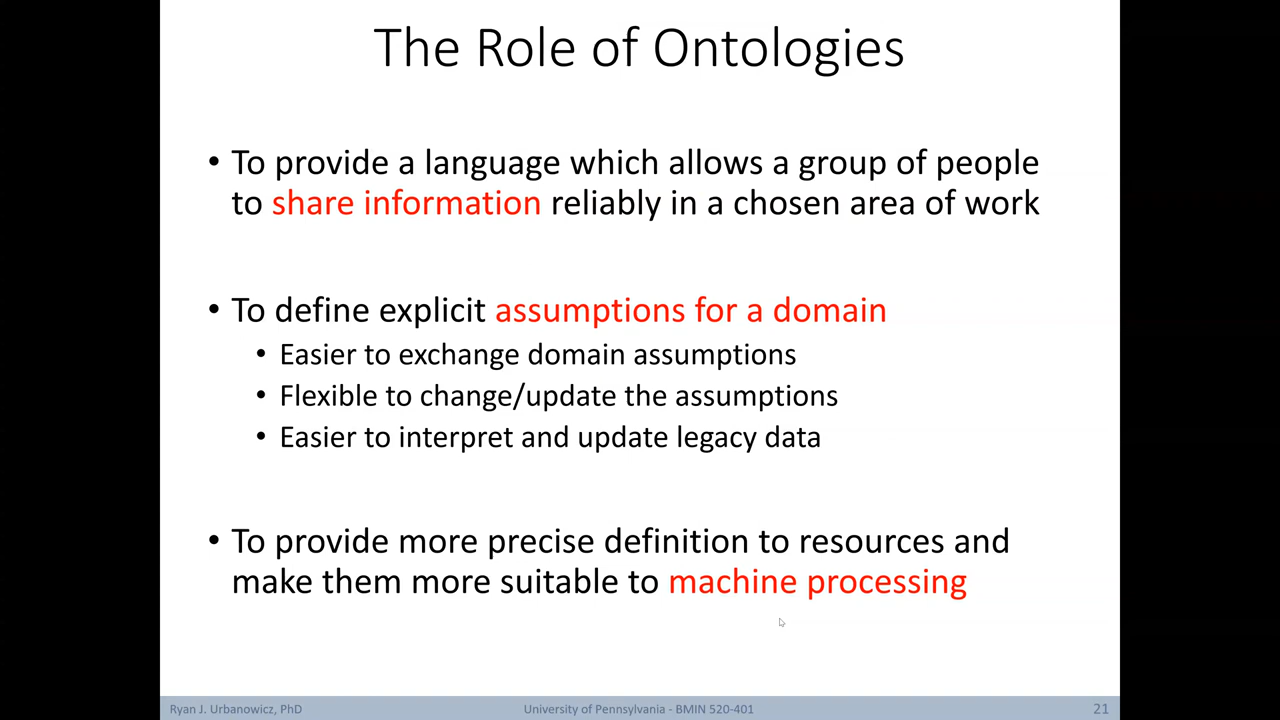 The Role of Ontologies
• To provide a language which allows a group of people
to share information reliably in a chosen area of work
• To define explicit assumptions for a domain
• Easier to exchange domain assumptions
• Flexible to change/update the assumptions
• Easier to interpret and update legacy data
• To provide more precise definition to resources and
make them more suitable to machine processing
Ryan J. Urbanowicz, PhD
University of Pennsylvania - BMIN 520-401
21